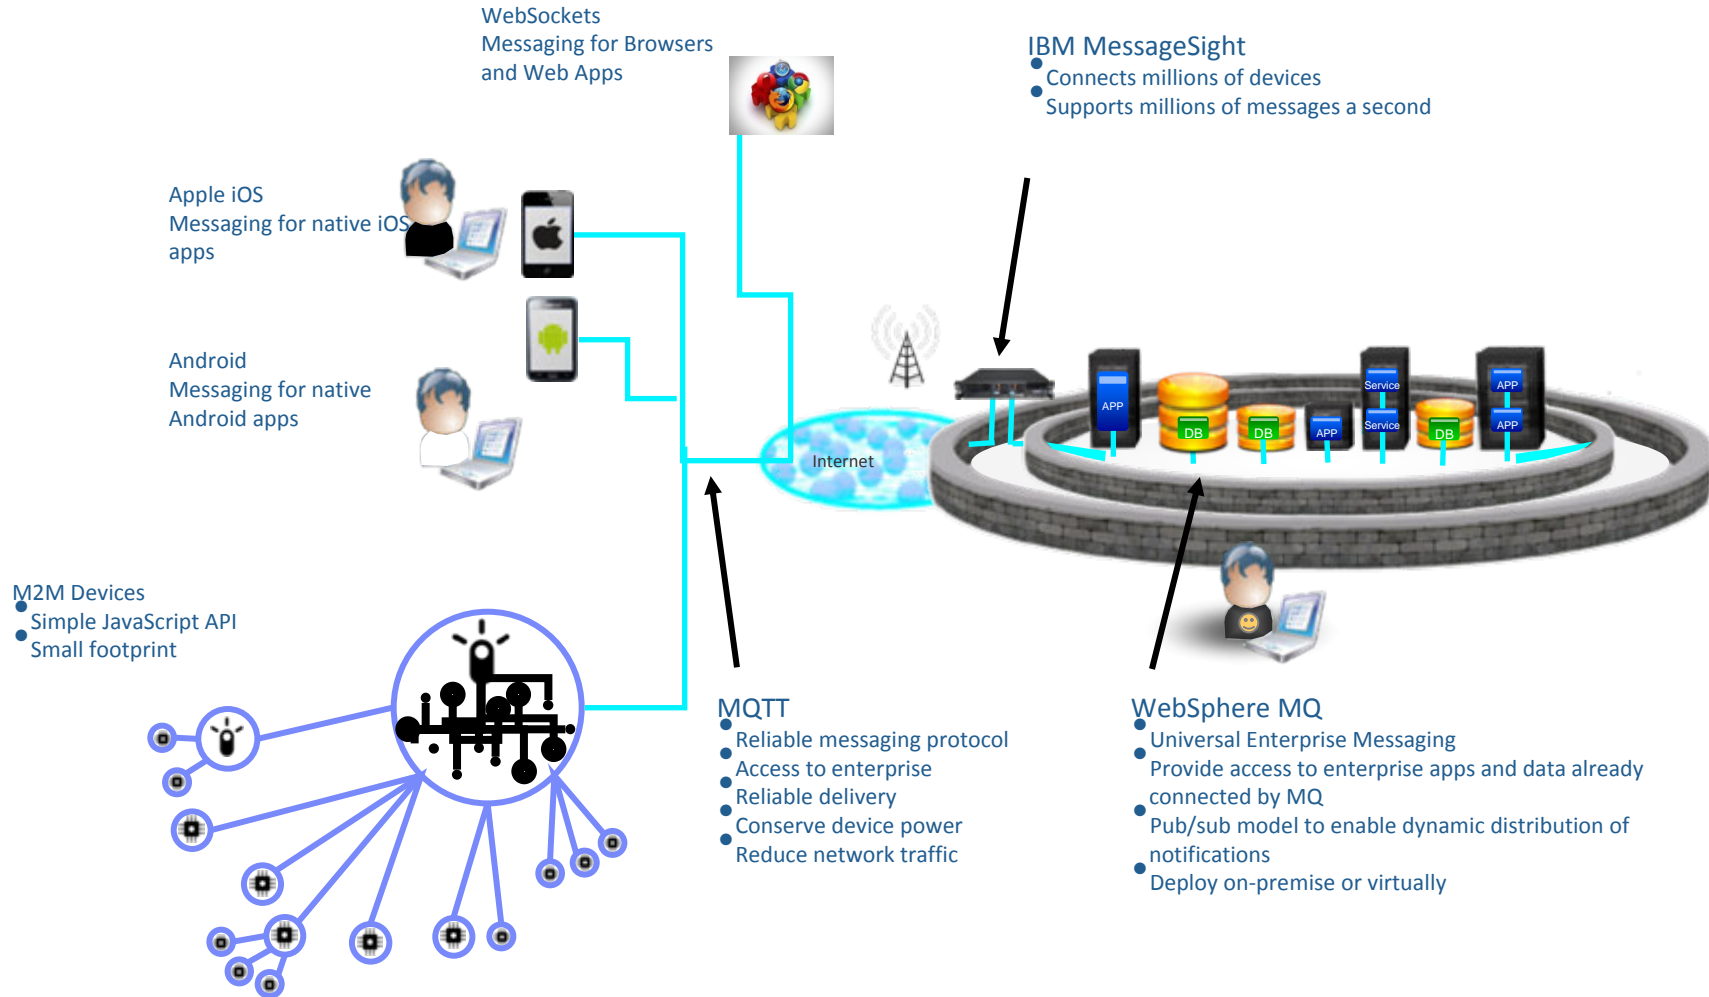 WebSockets
Messaging for Browsers
and Web Apps
IBM MessageSight
Connects millions of devices
Supports millions of messages a second
Apple iOS
Messaging for native iOS
apps
Android
Messaging for native
Android apps
Internet
APP
DB
DB
APP
Service
Service
DB
APP
APP
M2M Devices
Simple JavaScript API
Small footprint
MQTT
Reliable messaging protocol
Access to enterprise
Reliable delivery
Conserve device power
Reduce network traffic
WebSphere MQ
Universal Enterprise Messaging
Provide access to enterprise apps and data already
connected by MQ
Pub/sub model to enable dynamic distribution of
notifications
Deploy on-premise or virtually